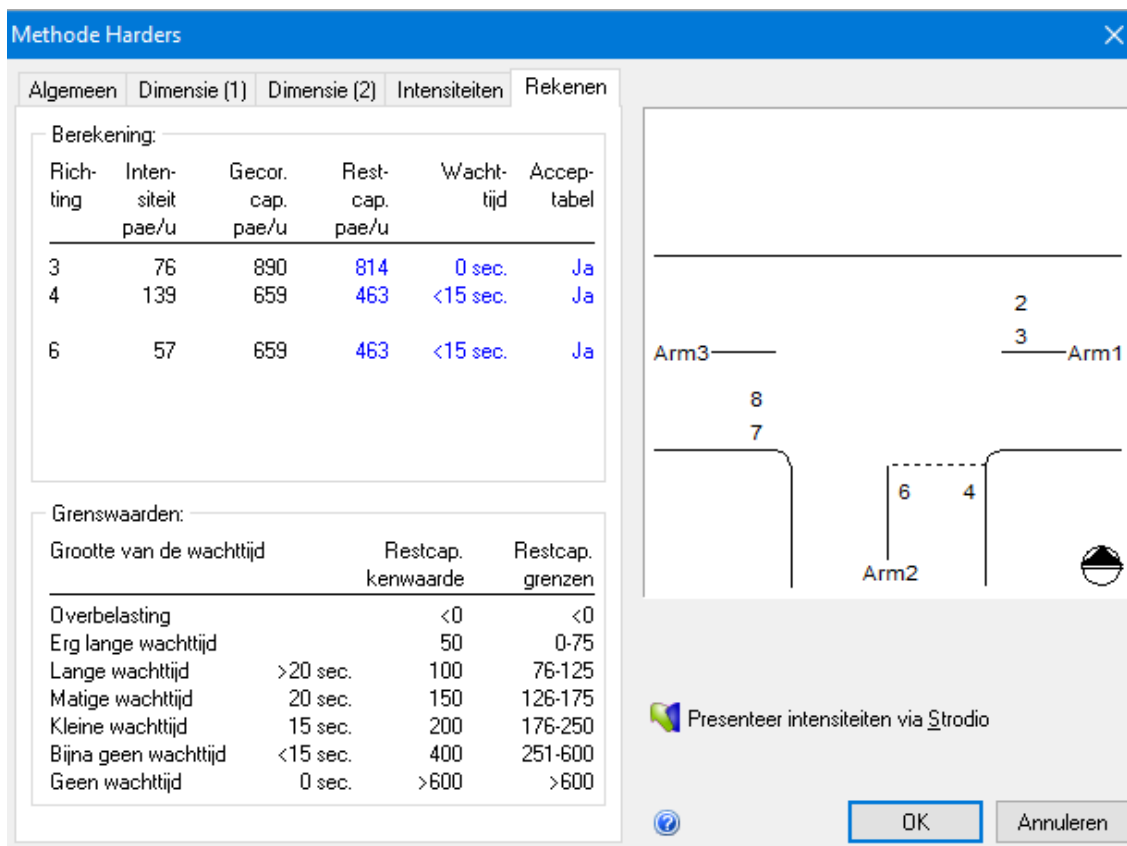 Methode Harders
Algemeen Dimensie (1) Dimensie (2) Intensiteiten Rekenen
Berekening:
Rich- Inten- Gecor. Rest- Wacht- Accep-
ting siteit cap. cap. tijd tabel
pae/u pae/u pae/u
3 76 890 814 0 sec. Ja
4 139 659 463 <15 sec. Ja
6 57 659 463 <15 sec. Ja
Grenswaarden:
Grootte van de wachttijd Restcap. Restcap.
kenwaarde grenzen
Overbelasting <0 <0
Erg lange wachttijd 50 0-75
Lange wachttijd >20 sec. 100 76-125
Matige wachttijd 20 sec. 150 126-175
Kleine wachttijd 15 sec. 200 176-250
Bijna geen wachttijd <15 sec. 400 251-600
Geen wachttijd 0 sec. >600 >600
2
3
Arm3 Arm1
8
7
6 4
Arm2
Presenteer intensiteiten via Strodio
? OK Annuleren